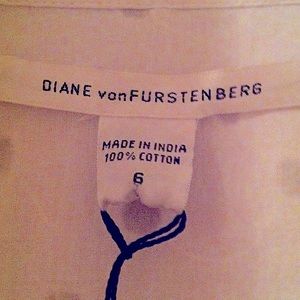 DIANE vonFURSTENBERG
MADE IN INDIA
100% COTTON
6